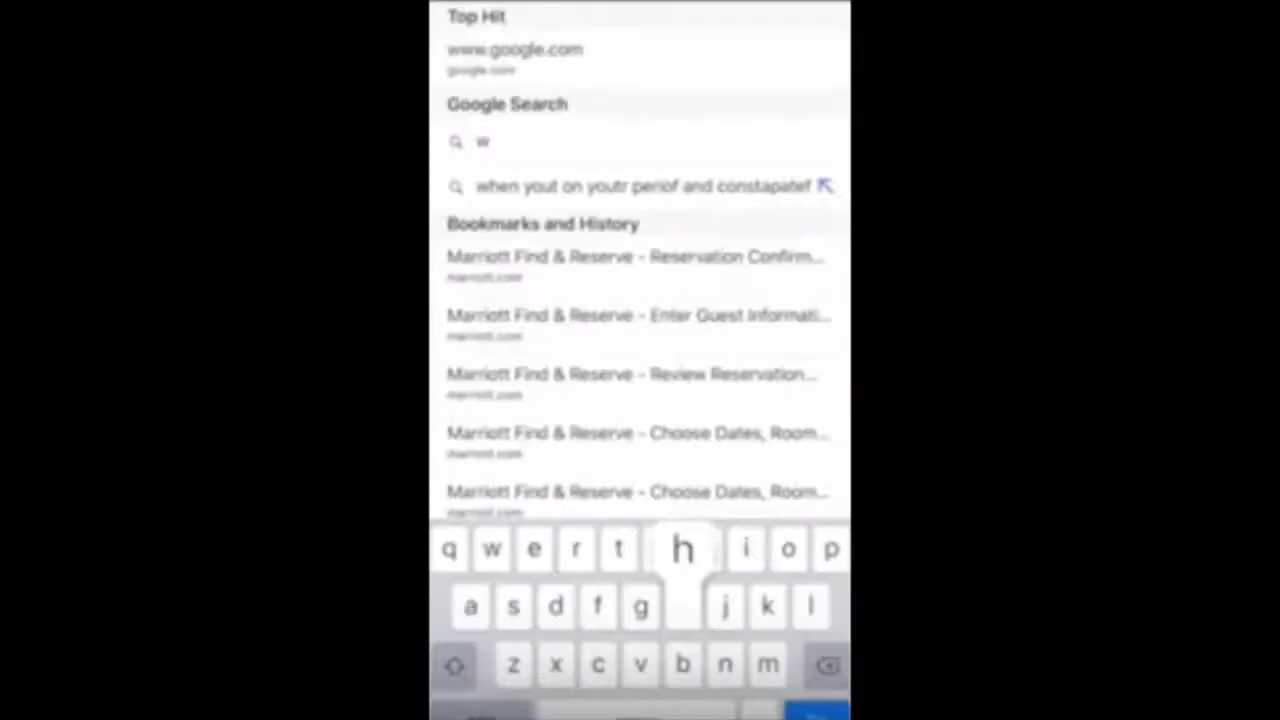 Top Hit
www.google.com
google.com
Google Search
w
when yout on youtr periof and constapatef
Bookmarks and History
Marriott Find & Reserve - Reservation Confirm...
marriott.com
Marriott Find & Reserve - Enter Guest Informati...
marriott.com
Marriott Find & Reserve - Review Reservation...
marriott.com
Marriott Find & Reserve - Choose Dates, Room...
marriott.com
Marriott Find & Reserve - Choose Dates, Room...
marriott.com
q w e r t h i o p
a s d f g j k l
z x c v b n m